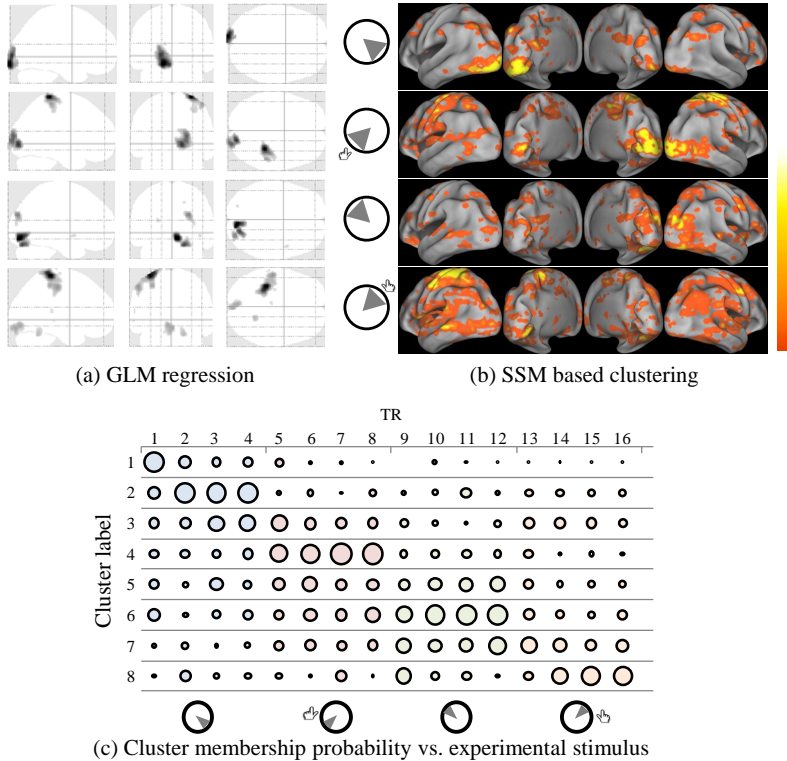 (a) GLM regression
(b) SSM based clustering
TR
1 2 3 4 5 6 7 8 9 10 11 12 13 14 15 16
Cluster label
1
2
3
4
5
6
7
8
(c) Cluster membership probability vs. experimental stimulus